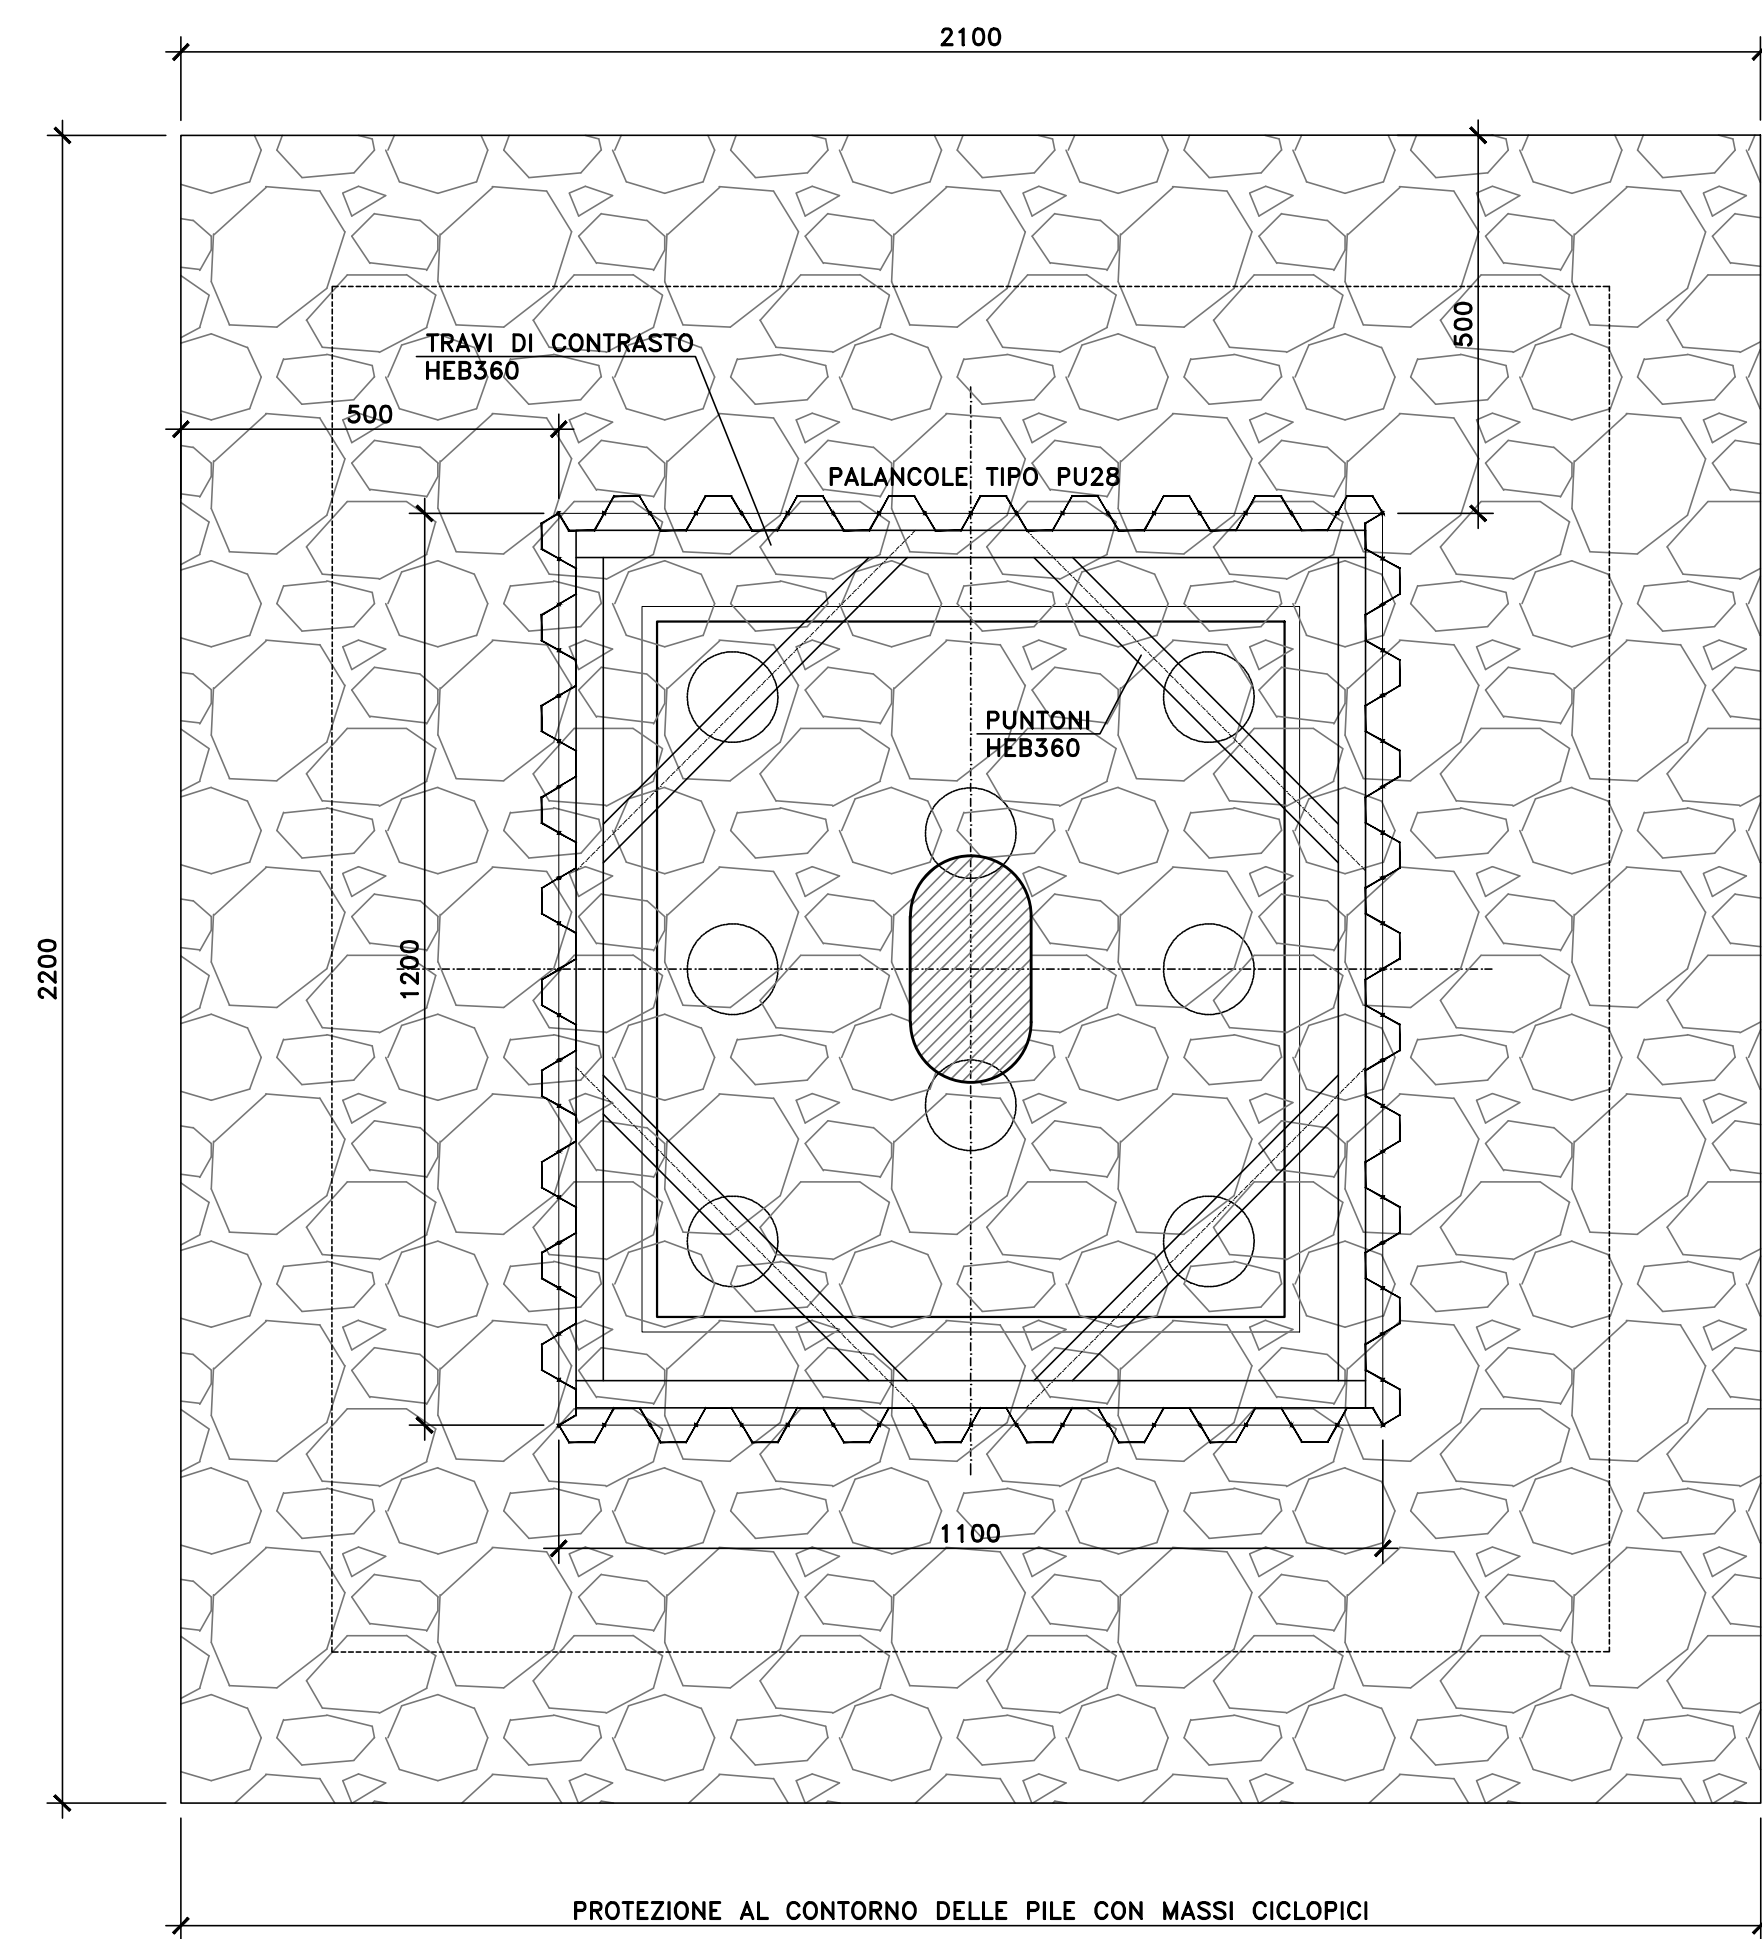 2100
TRAVI DI CONTRASTO
HEB360
500
500
PALANCOLE TIPO PU28
PUNTONI
HEB360
2200
1200
1100
PROTEZIONE AL CONTORNO DELLE PILE CON MASSI CICLOPICI